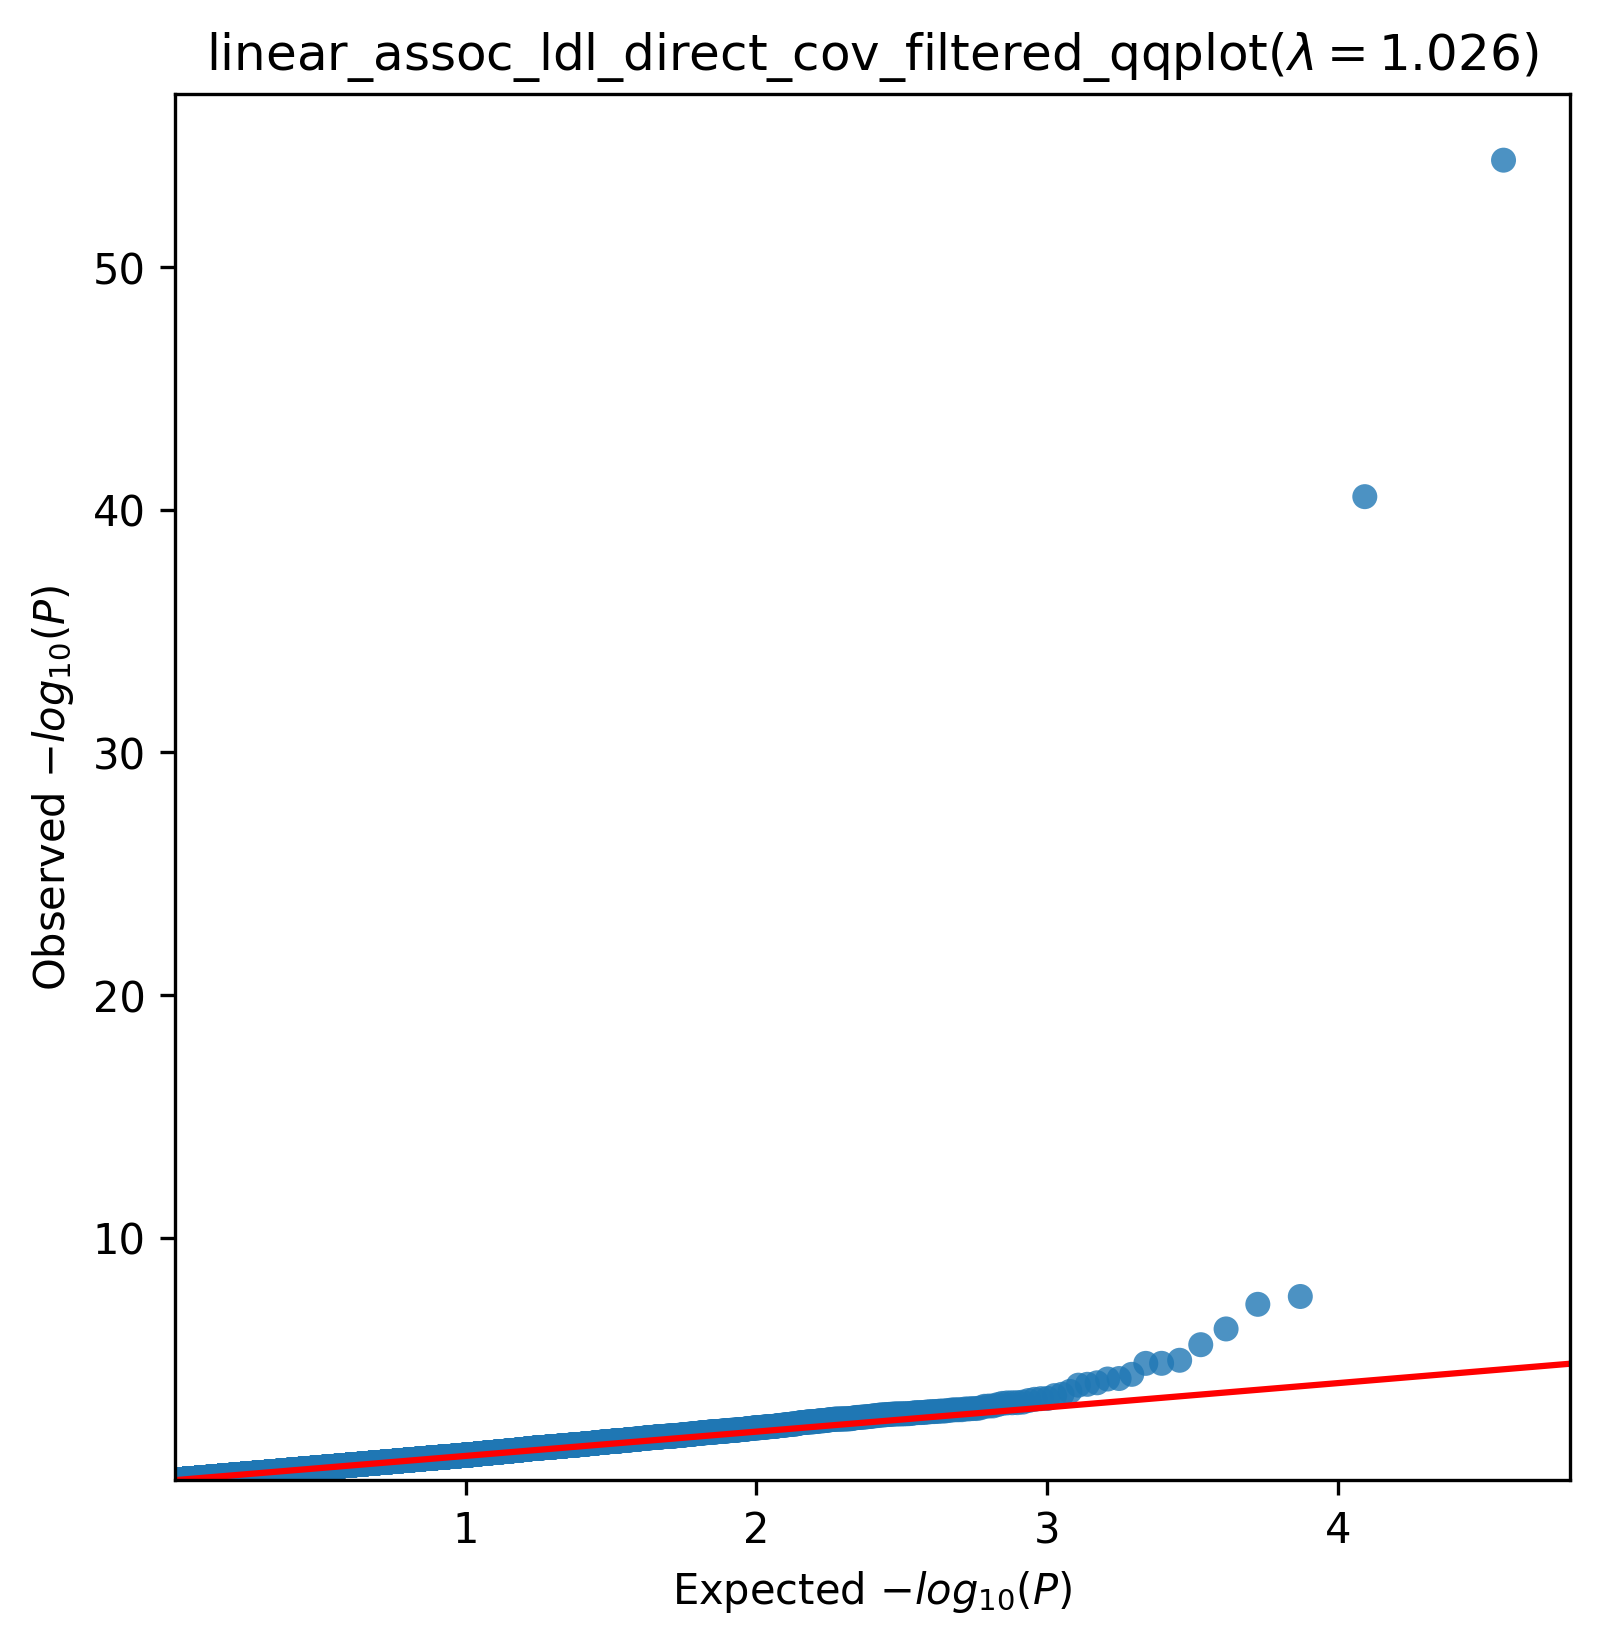 linear_assoc_ldl_direct_cov_filtered_qqplot(λ = 1.026)
50
40
30
20
10
Observed −log₁₀(P)
1 2 3 4
Expected −log₁₀(P)